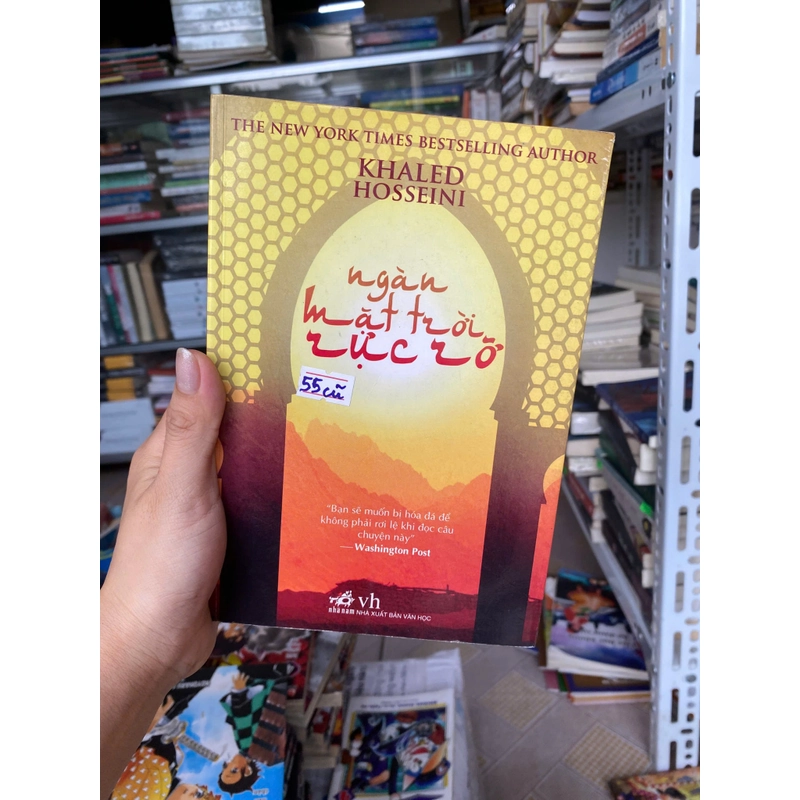 THE NEW YORK TIMES BESTSELLING AUTHOR
KHALED
HOSSEINI
ngàn
mặt trời
rực rỡ
55 cũ
"Bạn sẽ muốn bị hóa đá để
không phải rơi lệ khi đọc câu
chuyện này"
— Washington Post
nhã nam
vh
NHÀ XUẤT BẢN VĂN HỌC